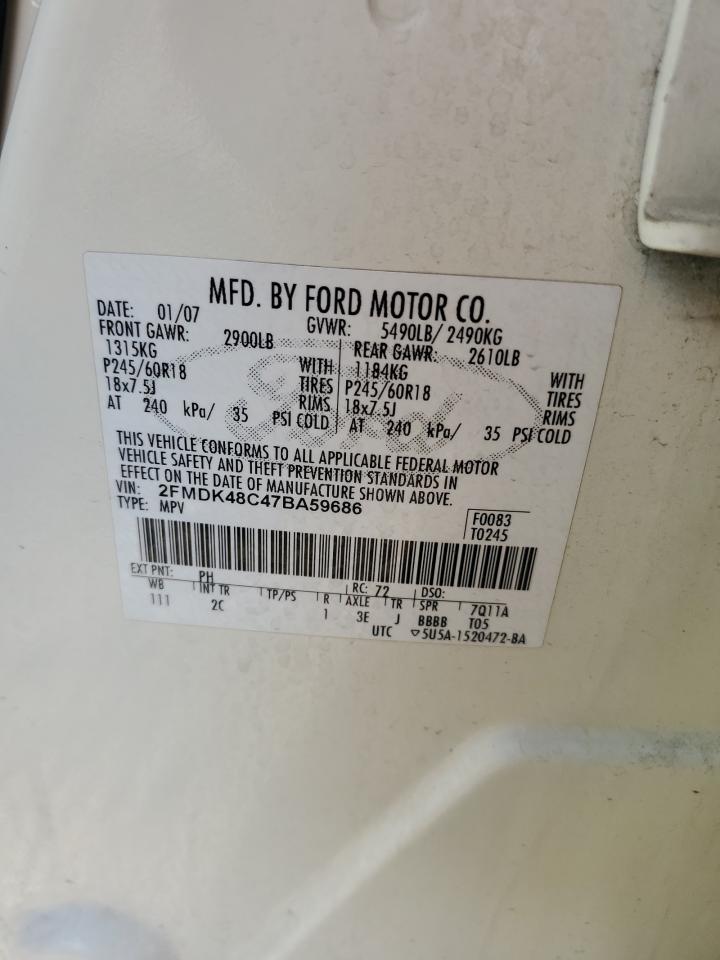 MFD. BY FORD MOTOR CO.
DATE: 01/07 GVWR: 5490LB/ 2490KG
FRONT GAWR: 2900LB REAR GAWR: 2610LB
1315KG WITH 1184KG WITH
P245/60R18 TIRES P245/60R18 TIRES
18x7.5J RIMS 18x7.5J RIMS
AT 240 kPa/ 35 PSI COLD AT 240 kPa/ 35 PSI COLD
Ford
THIS VEHICLE CONFORMS TO ALL APPLICABLE FEDERAL MOTOR
VEHICLE SAFETY AND THEFT PREVENTION STANDARDS IN
EFFECT ON THE DATE OF MANUFACTURE SHOWN ABOVE.
VIN: 2FMDK48C47BA59686
TYPE: MPV
F0083
T0245
EXT PNT: PH RC: 72 DSO:
WB INT TR TP/PS R AXLE TR SPR 7Q11A
111 2C 1 3E J BBBB T05
UTC ▽5U5A-1520472-BA